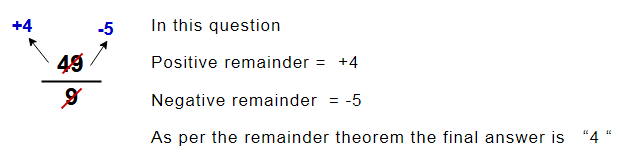 +4 -5 In this question
49 Positive remainder = +4
9 Negative remainder = -5
As per the remainder theorem the final answer is “4 “